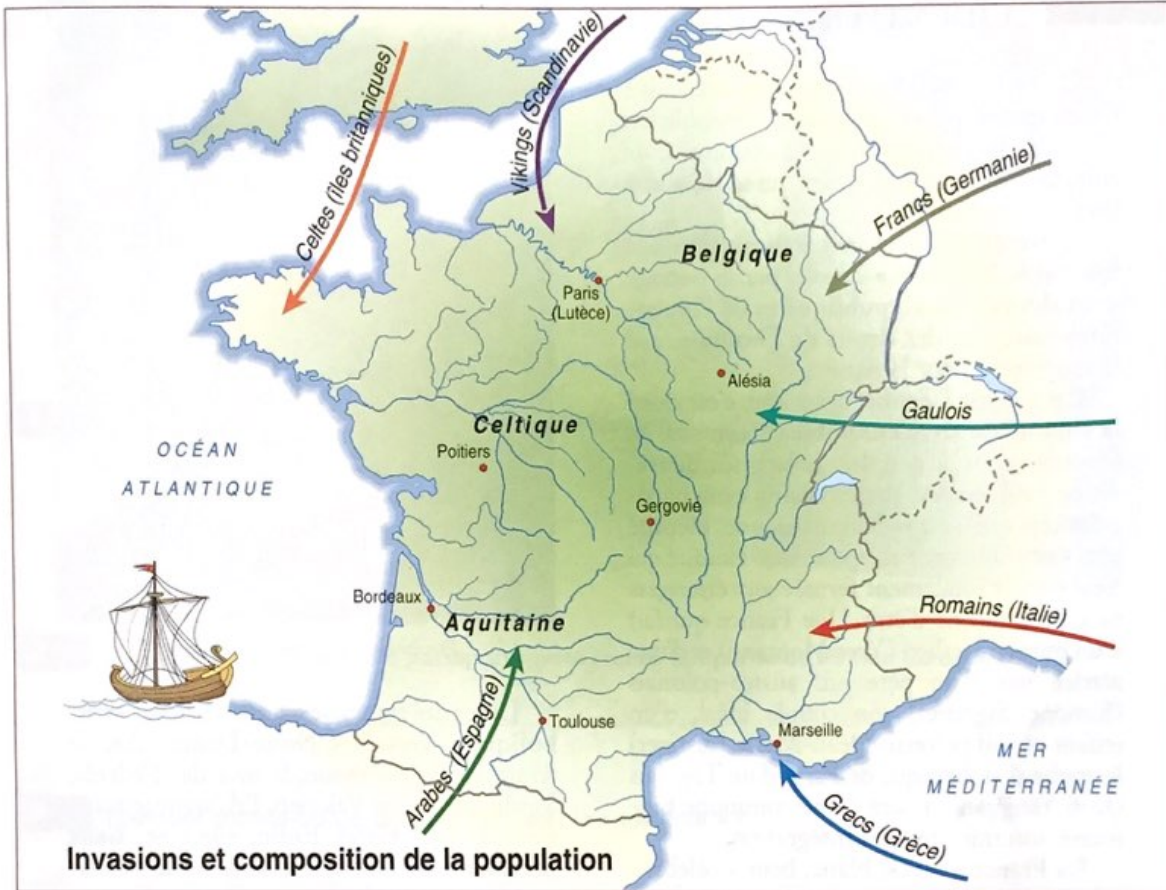 Celtes (îles britanniques)
Vikings (Scandinavie)
Francs (Germanie)
Belgique
Paris
(Lutèce)
Alésia
Gaulois
Celtique
Poitiers
OCÉAN
ATLANTIQUE
Gergovie
Bordeaux
Aquitaine
Romains (Italie)
Arabes (Espagne)
Toulouse
Marseille
MER
MÉDITERRANÉE
Grecs (Grèce)
Invasions et composition de la population